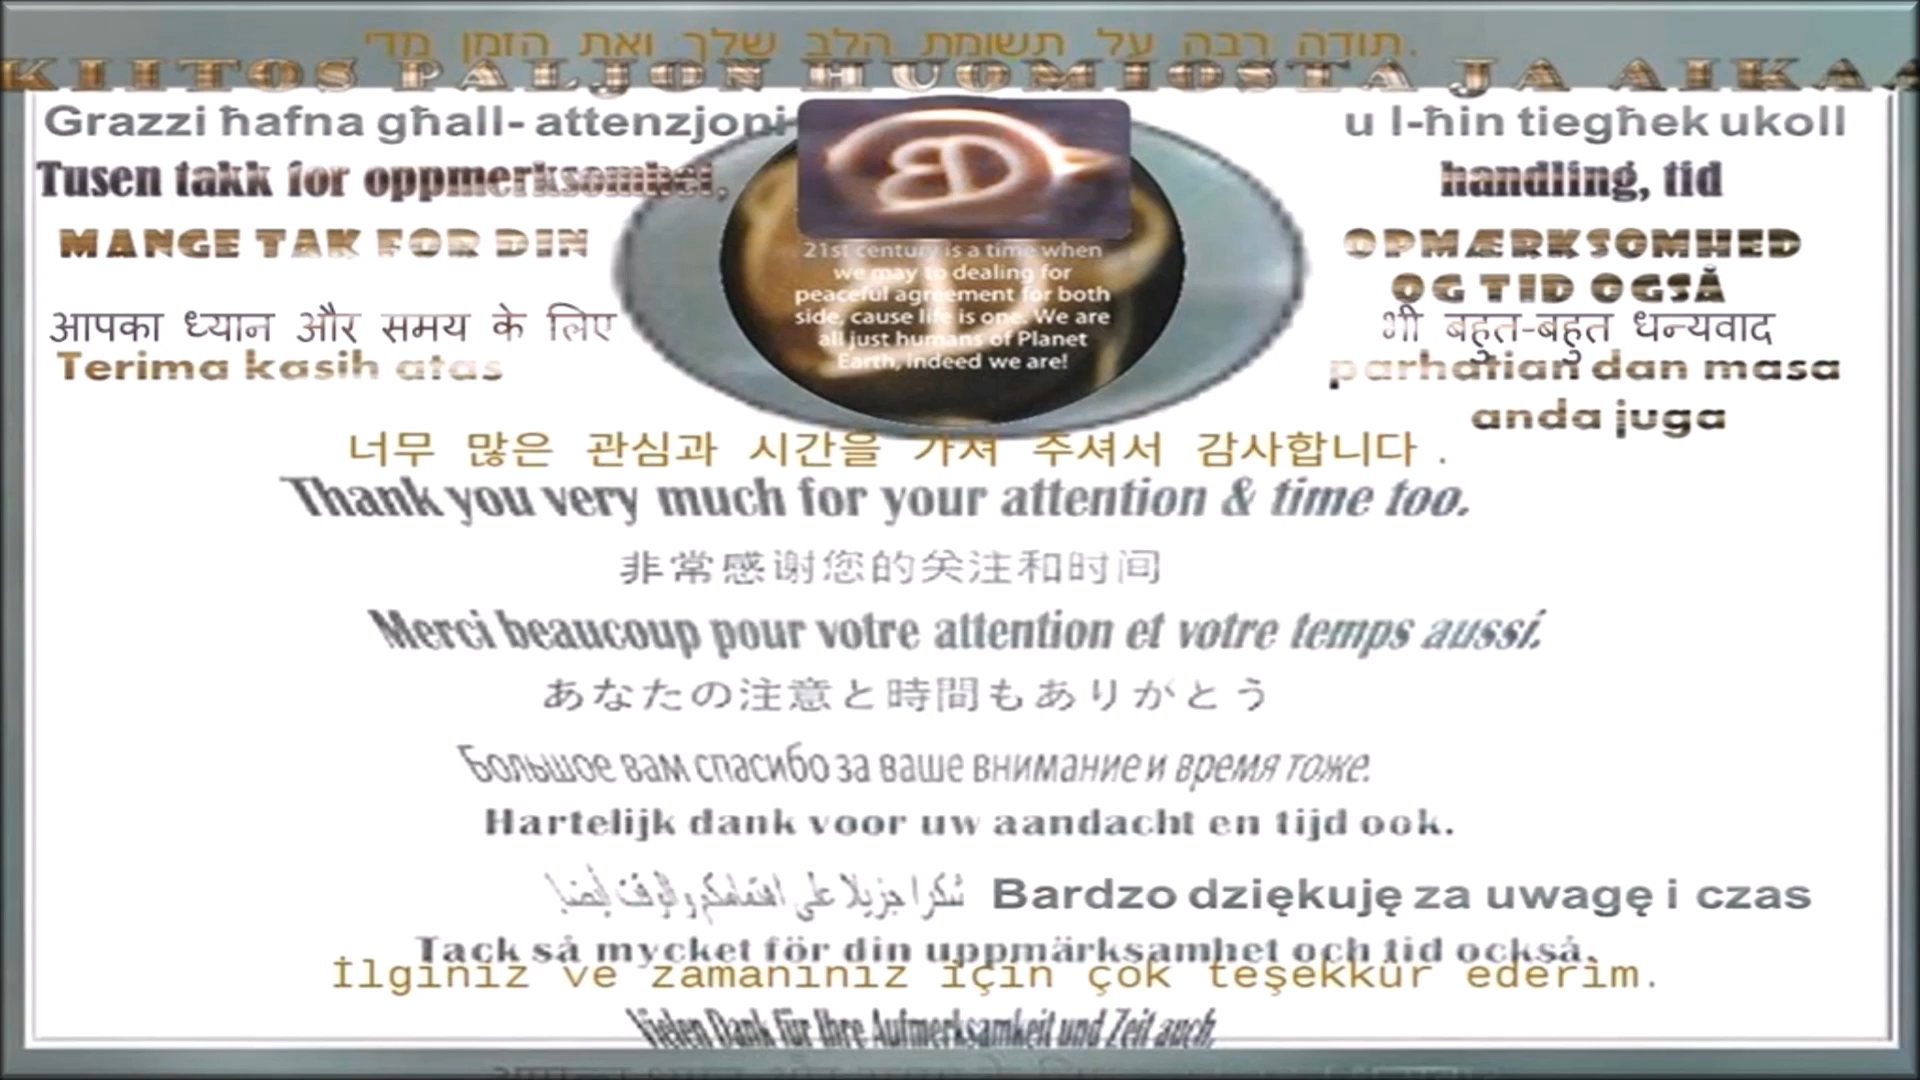 תודה רבה על תשומת הלב שלך ואת הזמן מדי.
KIITOS PALJON HUOMIOSTA JA AIKAA
Grazzi ħafna għall- attenzjoni u l-ħin tiegħek ukoll
Tusen takk for oppmerksomhet, handling, tid
MANGE TAK FOR DIN OPMÆRKSOMHED
OG TID OGSÅ
आपका ध्यान और समय के लिए भी बहुत-बहुत धन्यवाद
Terima kasih atas parhatian dan masa
anda juga
21st century is a time when
we may to dealing for
peaceful agreement for both
side, cause life is one. We are
all just humans of Planet
Earth, indeed we are!
너무 많은 관심과 시간을 가져 주셔서 감사합니다.
Thank you very much for your attention & time too.
非常感谢您的关注和时间
Merci beaucoup pour votre attention et votre temps aussi.
あなたの注意と時間もありがとう
Большое вам спасибо за ваше внимание и время тоже.
Hartelijk dank voor uw aandacht en tijd ook.
شكرا جزيلا على اهتمامكم والوقت أيضا
Bardzo dziękuję za uwagę i czas
Tack så mycket för din uppmärksamhet och tid också.
İlginiz ve zamanınız için çok teşekkür ederim.
Vielen Dank für Ihre Aufmerksamkeit und Zeit auch.